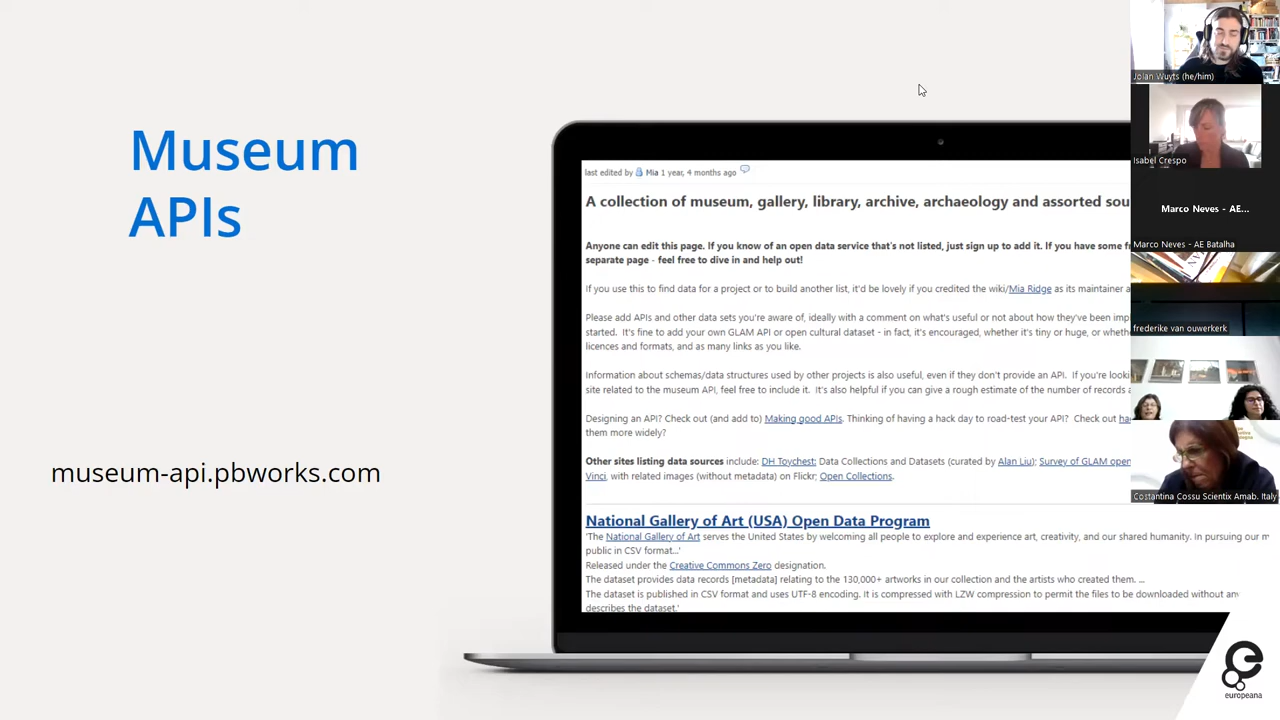 Museum
APIs
museum-api.pbworks.com
last edited by Mia 1 year, 4 months ago
A collection of museum, gallery, library, archive, archaeology and assorted sou
Anyone can edit this page. If you know of an open data service that's not listed, just sign up to add it. If you have some fr
separate page - feel free to dive in and help out!
If you use this to find data for a project or to build another list, it'd be lovely if you credited the wiki/Mia Ridge as its maintainer a
Please add APIs and other data sets you're aware of, ideally with a comment on what's useful or not about how they've been imp
started. It's fine to add your own GLAM API or open cultural dataset - in fact, it's encouraged, whether it's tiny or huge, or wheth
licences and formats, and as many links as you like.
Information about schemas/data structures used by other projects is also useful, even if they don't provide an API. If you're looki
site related to the museum API, feel free to include it. It's also helpful if you can give a rough estimate of the number of records a
Designing an API? Check out (and add to) Making good APIs. Thinking of having a hack day to road-test your API? Check out ha
them more widely?
Other sites listing data sources include: DH Toychest: Data Collections and Datasets (curated by Alan Liu); Survey of GLAM open
Vinci, with related images (without metadata) on Flickr; Open Collections.
National Gallery of Art (USA) Open Data Program
'The National Gallery of Art serves the United States by welcoming all people to explore and experience art, creativity, and our shared humanity. In pursuing our m
public in CSV format...'
Released under the Creative Commons Zero designation.
The dataset provides data records [metadata] relating to the 130,000+ artworks in our collection and the artists who created them. ...
The dataset is published in CSV format and uses UTF-8 encoding. It is compressed with LZW compression to permit the files to be downloaded without any
describes the dataset.'
Jolan Wuyts (he/him)
Isabel Crespo
Marco Neves - AE...
Marco Neves - AE Batalha
frederike van ouwerkerk
Costantina Cossu Scientix Amab. Italy
europeana